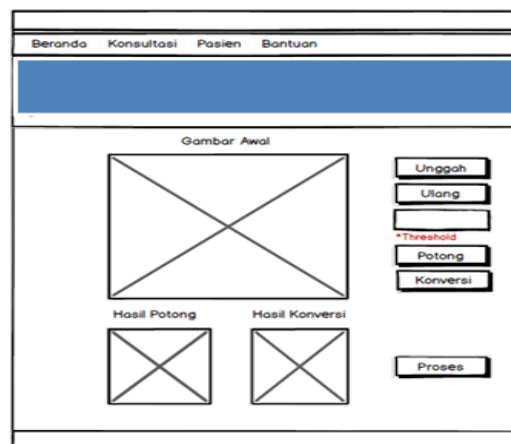 Beranda Konsultasi Pasien Bantuan
Gambar Awal
Unggah
Ulang
*Threshold
Potong
Konversi
Hasil Potong Hasil Konversi
Proses